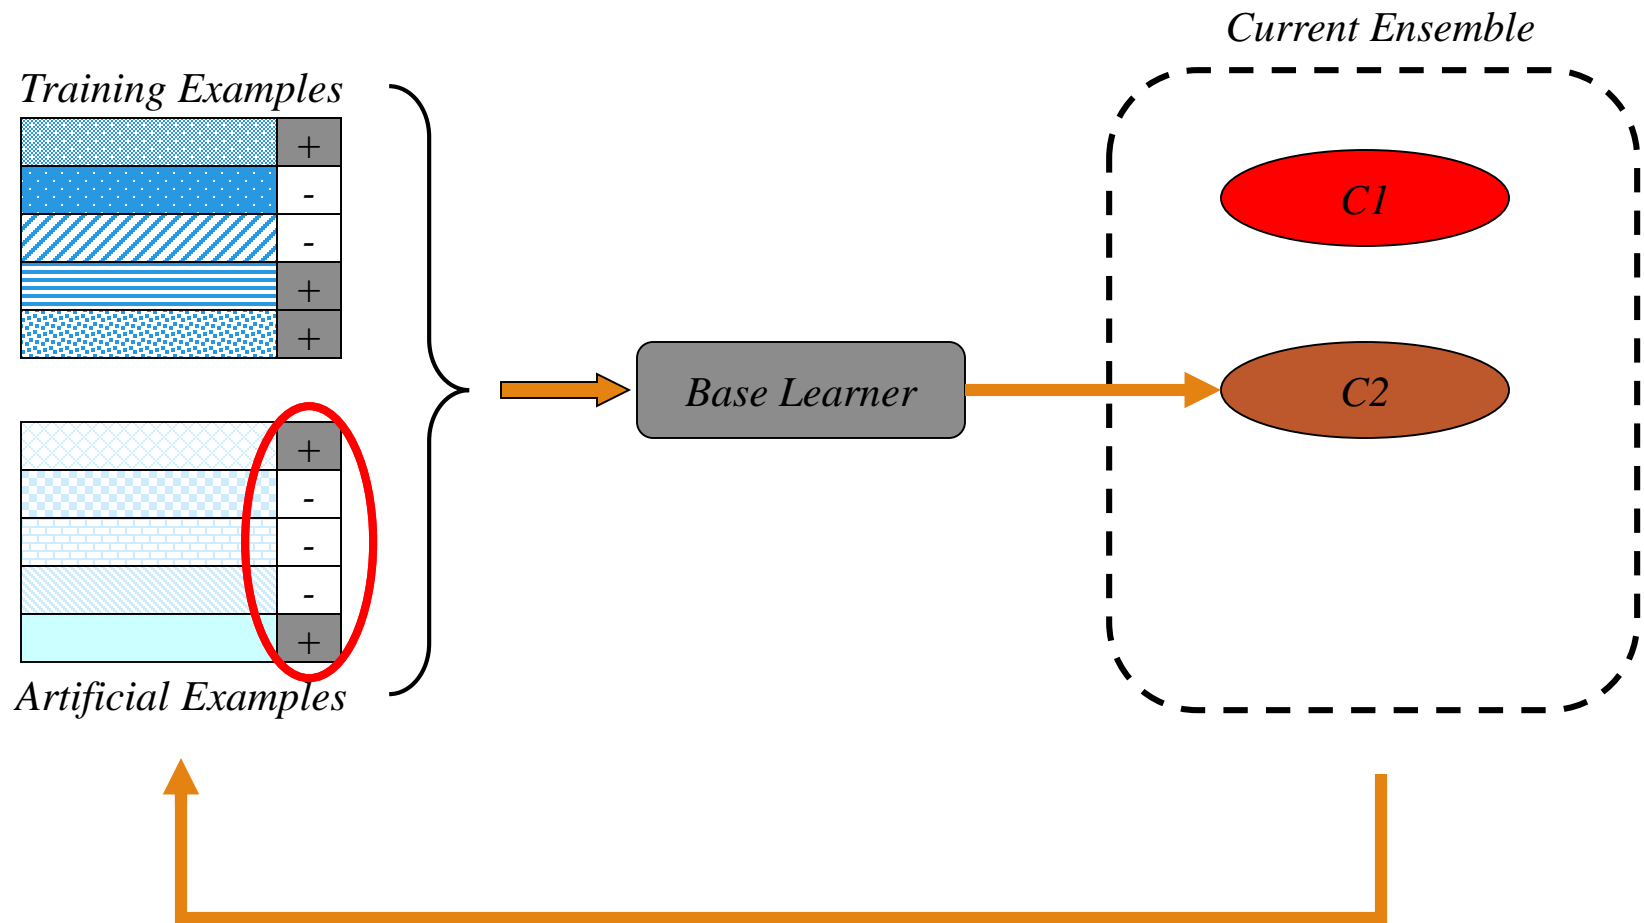 Current Ensemble
Training Examples
+
-
-
+
+
C1
Base Learner
C2
+
-
-
-
+
Artificial Examples